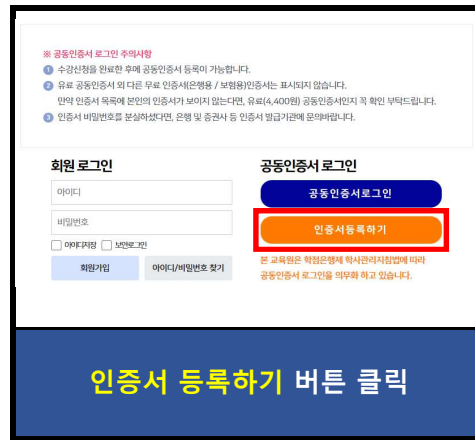 ※ 공동인증서 로그인 주의사항
1 수강신청을 완료한 후에 공동인증서 등록이 가능합니다.
2 유료 공동인증서 외 다른 무료 인증서(은행용 / 보험용)인증서는 표시되지 않습니다.
만약 인증서 목록에 본인의 인증서가 보이지 않는다면, 유료(4,400원) 공동인증서인지 꼭 확인 부탁드립니다.
3 인증서 비밀번호를 분실하셨다면, 은행 및 증권사 등 인증서 발급기관에 문의바랍니다.
회원 로그인
아이디
비밀번호
아이디저장 보안로그인
회원가입 아이디/비밀번호 찾기
공동인증서 로그인
공동인증서로그인
인증서등록하기
본 교육원은 학점은행제 학사관리지침법에 따라
공동인증서 로그인을 의무화 하고 있습니다.
인증서 등록하기 버튼 클릭